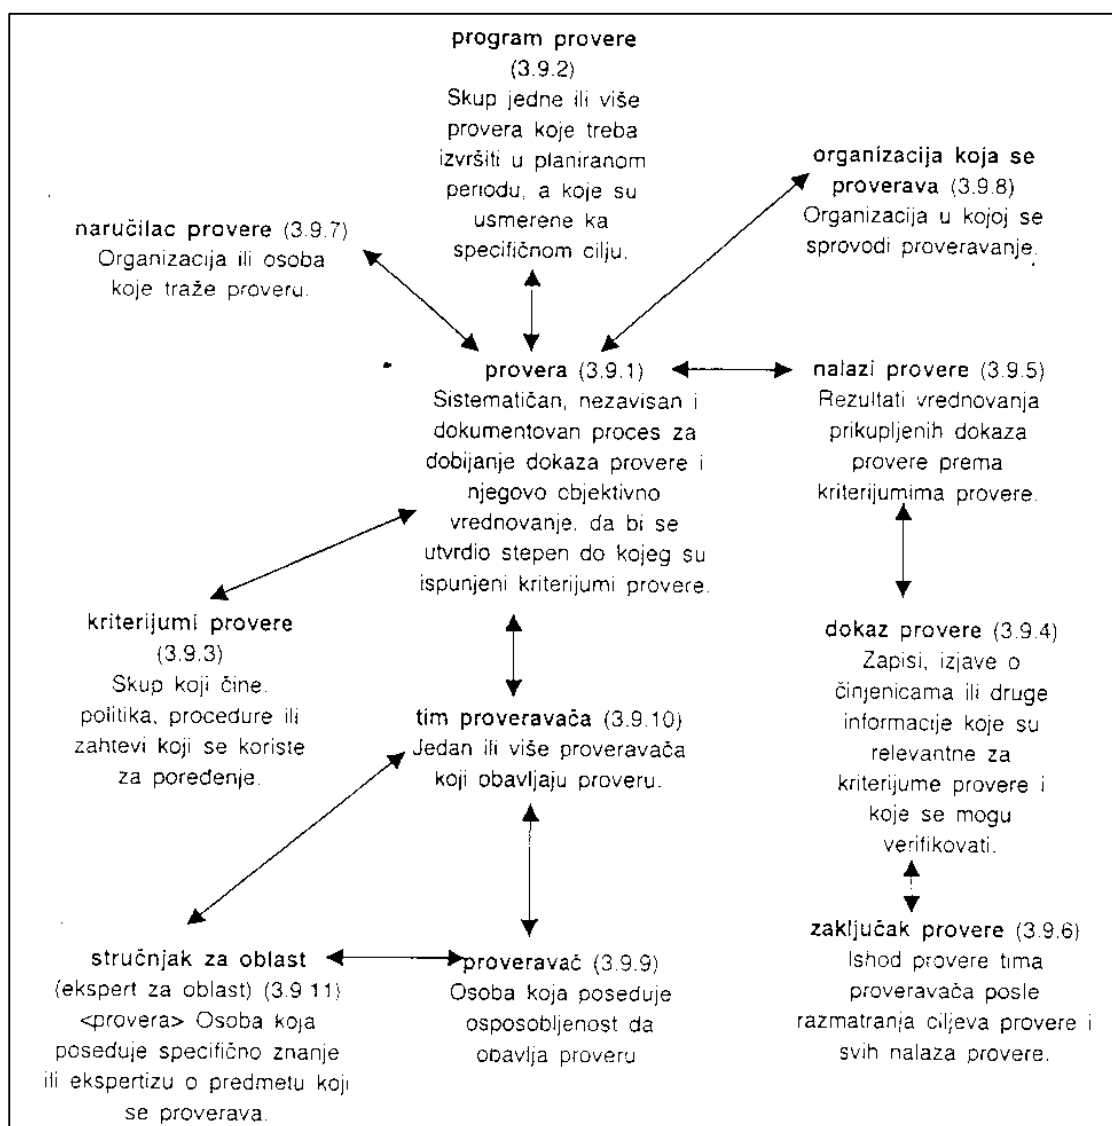 program provere
(3.9.2)
Skup jedne ili više
provera koje treba
izvršiti u planiranom
periodu, a koje su
usmerene ka
specifičnom cilju.
organizacija koja se
proverava (3.9.8)
Organizacija u kojoj se
sprovodi proveravanje.
naručilac provere (3.9.7)
Organizacija ili osoba
koje traže proveru.
provera (3.9.1)
Sistematičan, nezavisan i
dokumentovan proces za
dobijanje dokaza provere i
njegovo objektivno
vrednovanje. da bi se
utvrdio stepen do kojeg su
ispunjeni kriterijumi provere.
nalazi provere (3.9.5)
Rezultati vrednovanja
prikupljenih dokaza
provere prema
kriterijumima provere.
kriterijumi provere
(3.9.3)
Skup koji čine.
politika, procedure ili
zahtevi koji se koriste
za poređenje.
tim proveravača (3.9.10)
Jedan ili više proveravača
koji obavljaju proveru.
dokaz provere (3.9.4)
Zapisi, izjave o
činjenicama ili druge
informacije koje su
relevantne za
kriterijume provere i
koje se mogu
verifikovati.
stručnjak za oblast
(ekspert za oblast) (3.9 11)
<provera> Osoba koja
poseduje specifično znanje
ili ekspertizu o predmetu koji
se proverava.
proveravač (3.9.9)
Osoba koja poseduje
osposobljenost da
obavlja proveru
zaključak provere (3.9.6)
Ishod provere tima
proveravača posle
razmatranja ciljeva provere i
svih nalaza provere.